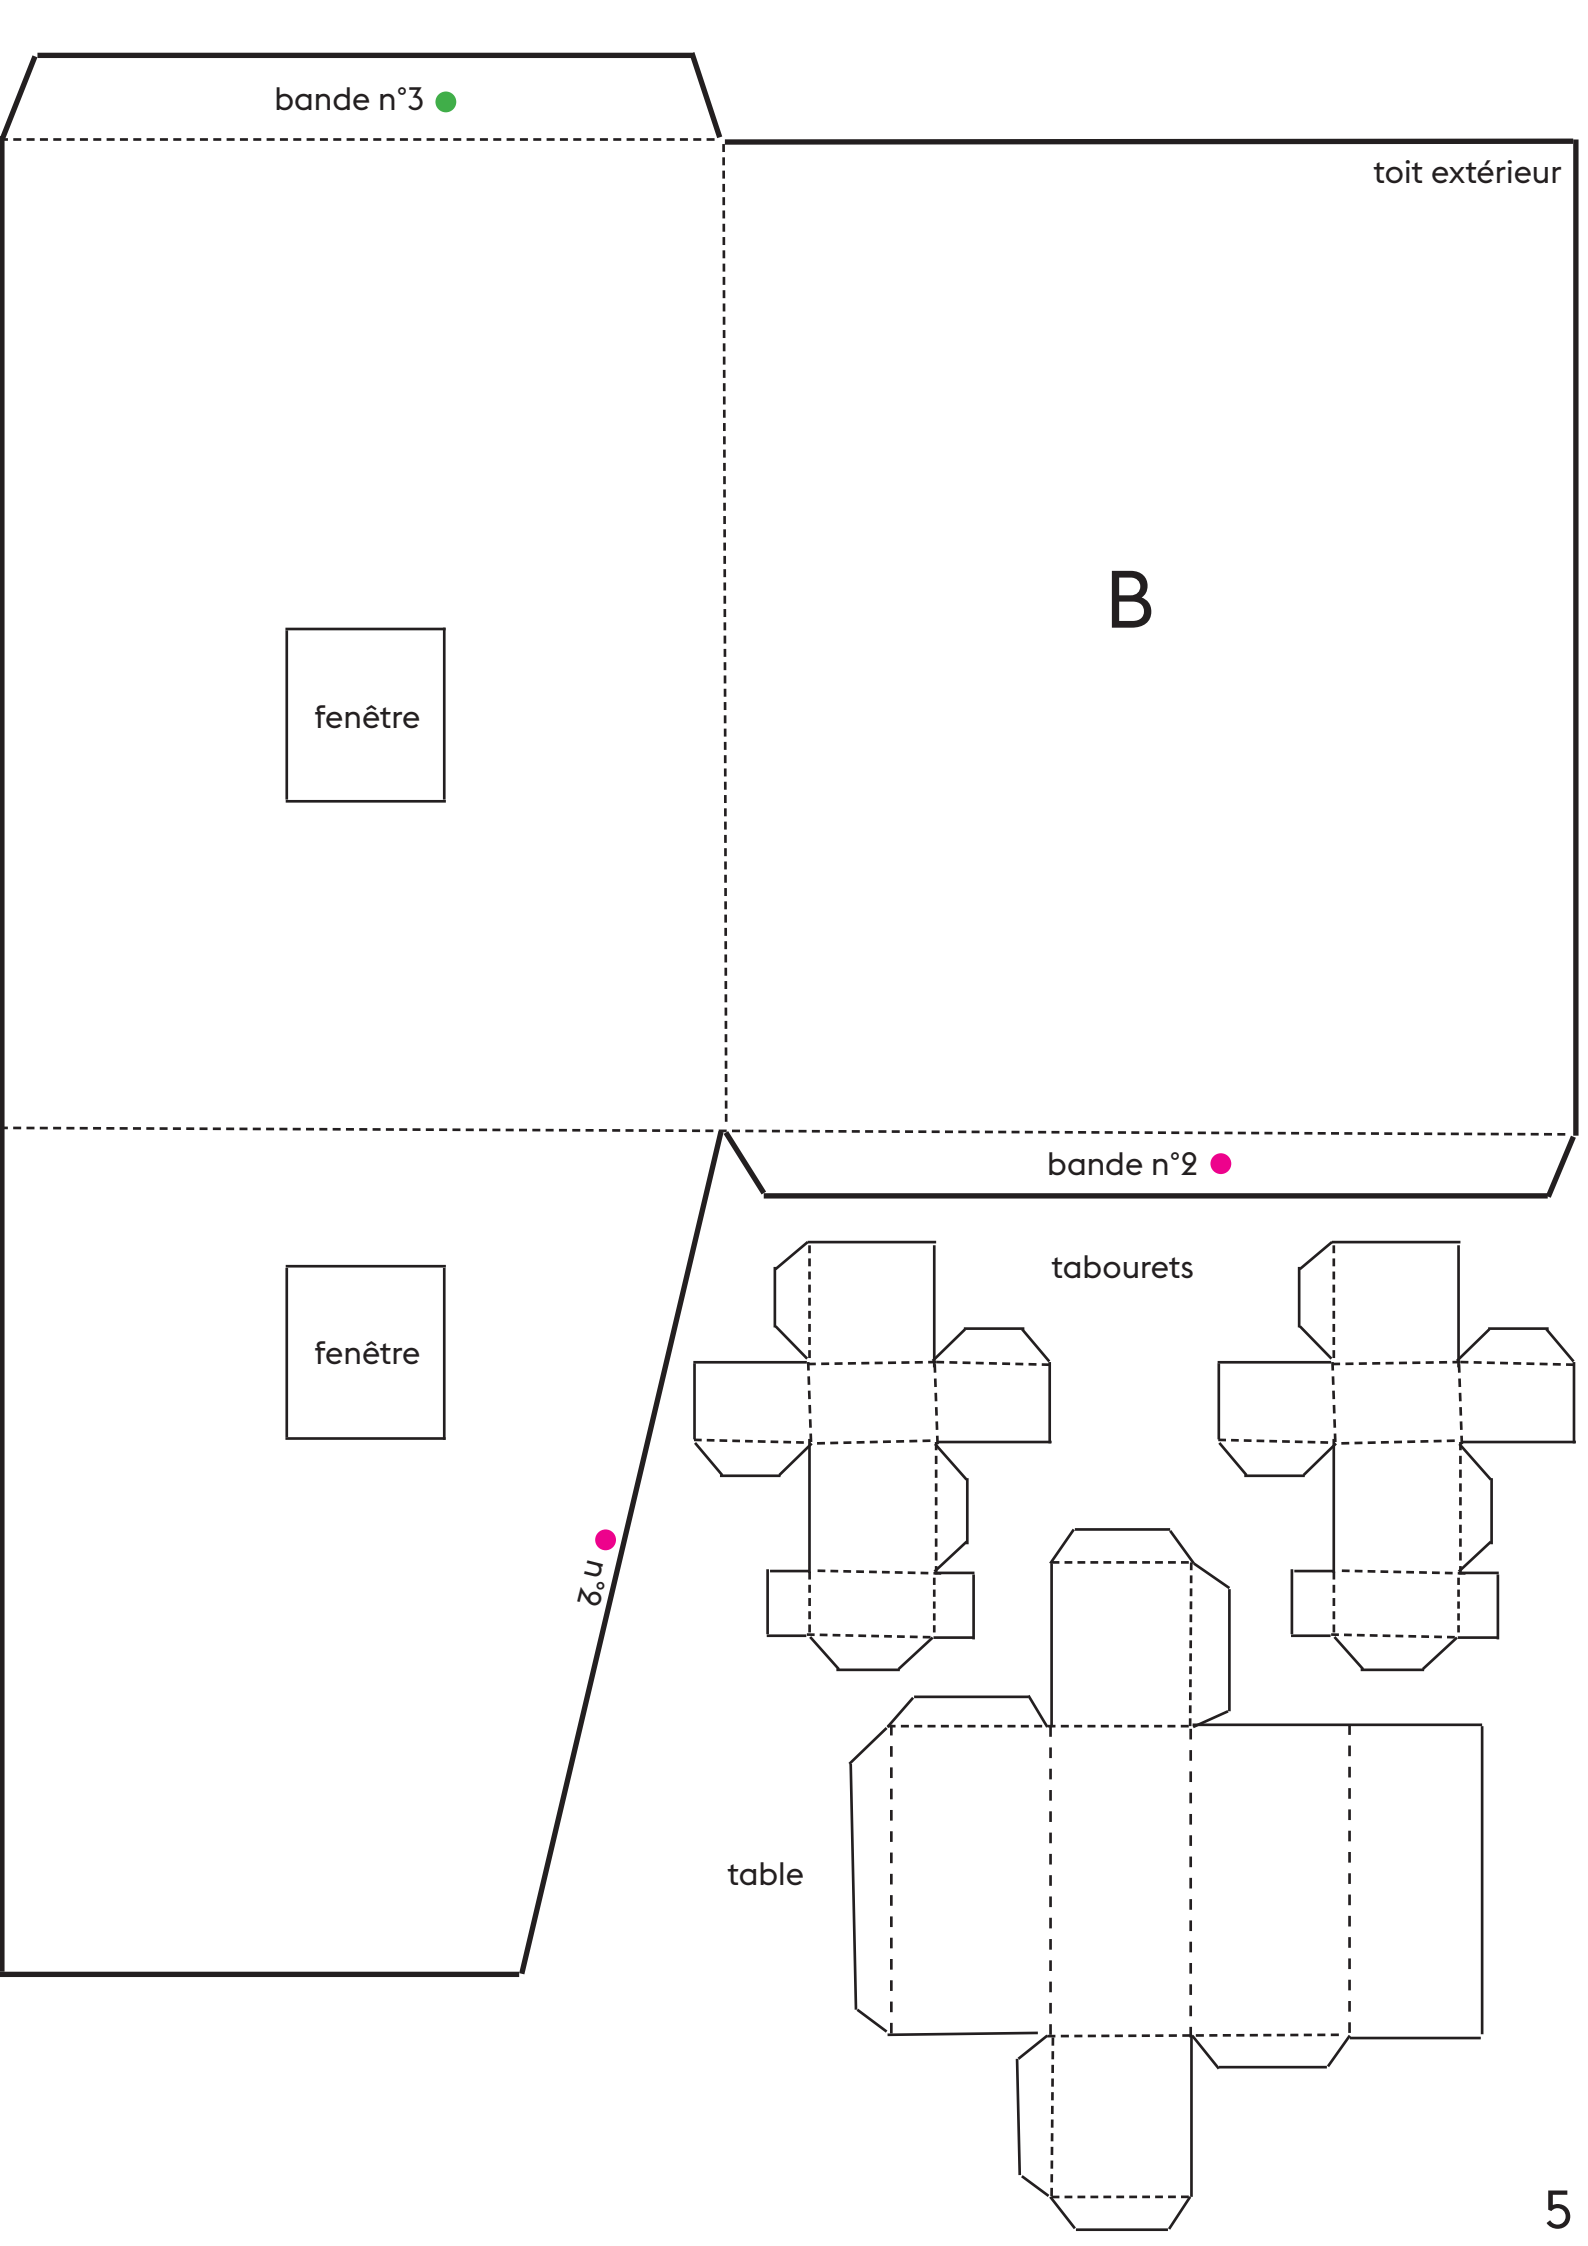 bande n°3
toit extérieur
B
fenêtre
bande n°2
tabourets
fenêtre
n°2
table
5